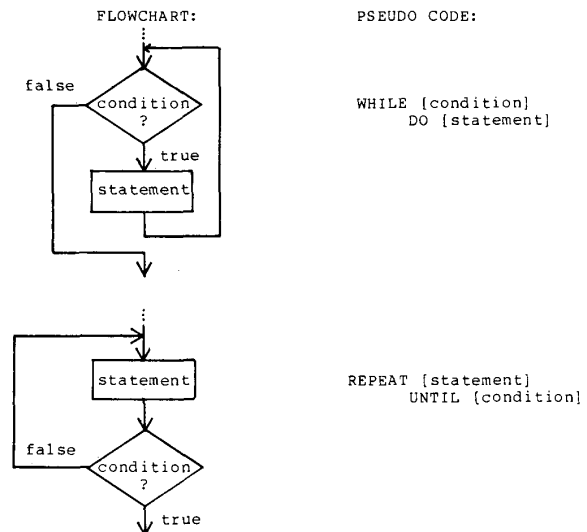 FLOWCHART: PSEUDO CODE:
false
condition
?
true
statement
WHILE [condition]
DO [statement]
statement
false
condition
?
true
REPEAT [statement]
UNTIL [condition]